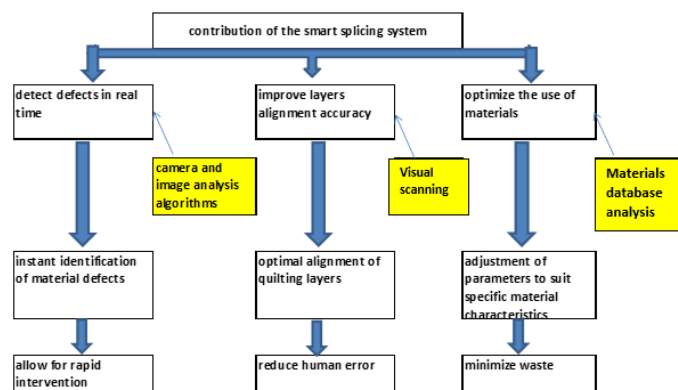 contribution of the smart splicing system
detect defects in real
time
improve layers
alignment accuracy
optimize the use of
materials
camera and
image analysis
algorithms
Visual
scanning
Materials
database
analysis
instant identification
of material defects
optimal alignment of
quilting layers
adjustment of
parameters to suit
specific material
characteristics
allow for rapid
intervention
reduce human error
minimize waste